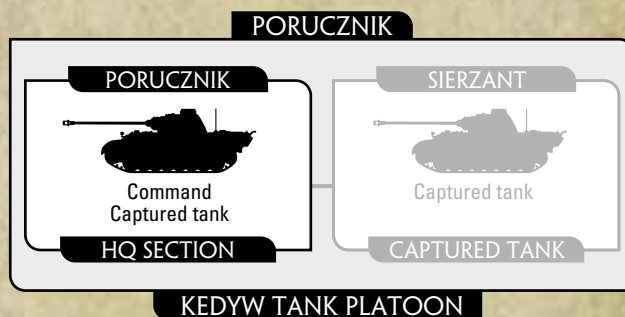 PORUCZNIK
PORUCZNIK
Command
Captured tank
HQ SECTION
SIERZANT
Captured tank
CAPTURED TANK
KEDYW TANK PLATOON